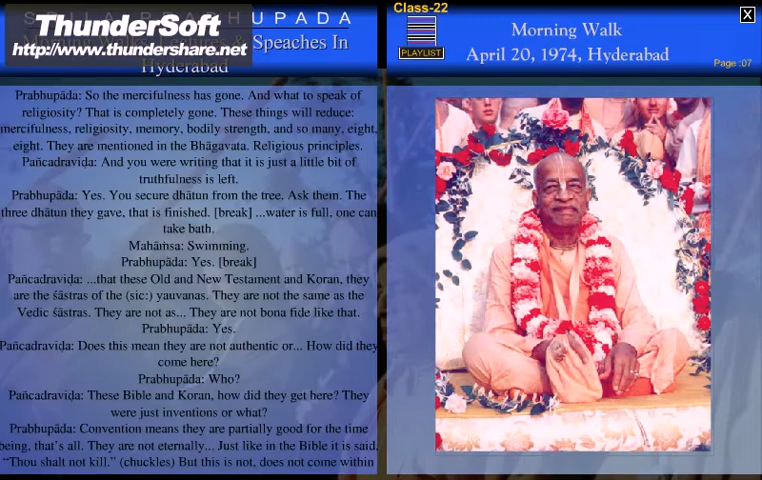 SRILA PRABHUPADA
ThunderSoft
http://www.thundershare.net
& Speaches In
Hyderabad
Prabhupāda: So the mercifulness has gone. And what to speak of
religiosity? That is completely gone. These things will reduce:
mercifulness, religiosity, memory, bodily strength, and so many, eight,
eight. They are mentioned in the Bhāgavata. Religious principles.
Pañcadraviḍa: And you were writing that it is just a little bit of
truthfulness is left.
Prabhupāda: Yes. You secure dhātun from the tree. Ask them. The
three dhātun they gave, that is finished. [break] ...water is full, one can
take bath.
Mahāṁsa: Swimming.
Prabhupāda: Yes. [break]
Pañcadraviḍa: ...that these Old and New Testament and Koran, they
are the śāstras of the (sic:) yauvanas. They are not the same as the
Vedic śāstras. They are not as... They are not bona fide like that.
Prabhupāda: Yes.
Pañcadraviḍa: Does this mean they are not authentic or... How did they
come here?
Prabhupāda: Who?
Pañcadraviḍa: These Bible and Koran, how did they get here? They
were just inventions or what?
Prabhupāda: Convention means they are partially good for the time
being, that's all. They are not eternally... Just like in the Bible it is said,
“Thou shalt not kill.” (chuckles) But this is not, does not come within
Class-22
PLAYLIST
Morning Walk
April 20, 1974, Hyderabad
X
Page :07